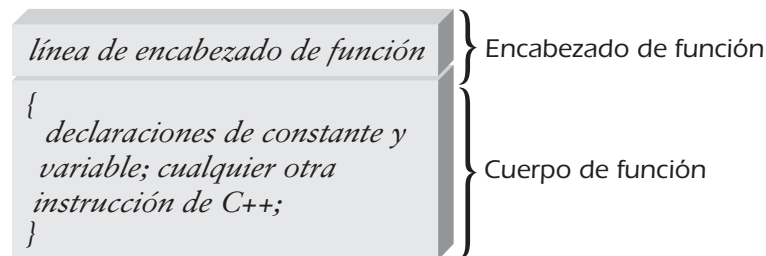 línea de encabezado de función
Encabezado de función
{
declaraciones de constante y
variable; cualquier otra
instrucción de C++;
}
Cuerpo de función